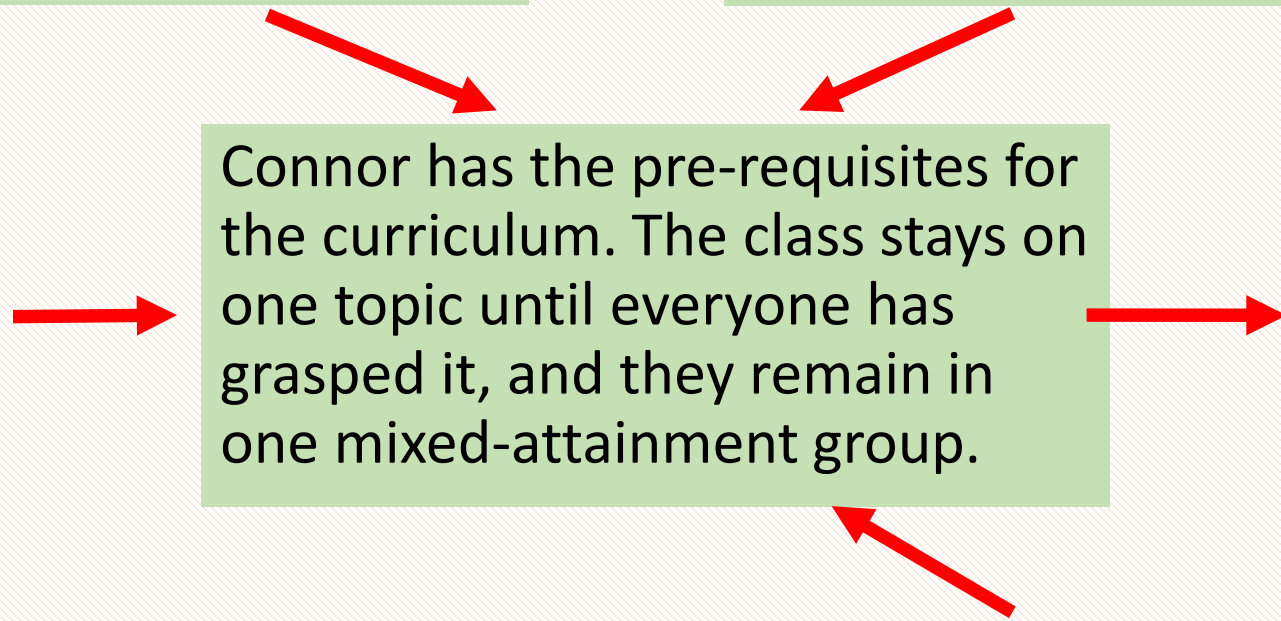 Connor has the pre-requisites for
the curriculum. The class stays on
one topic until everyone has
grasped it, and they remain in
one mixed-attainment group.